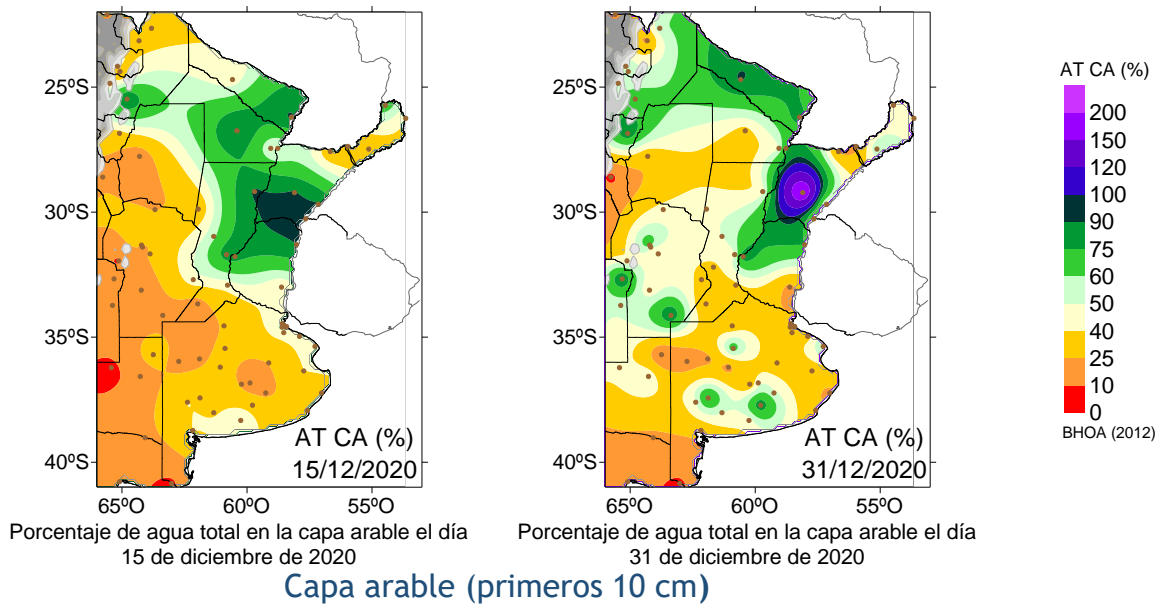 25ºS
30ºS
35ºS
40ºS
65ºO
60ºO
55ºO
AT CA (%)
15/12/2020
Porcentaje de agua total en la capa arable el día
15 de diciembre de 2020
25ºS
30ºS
35ºS
40ºS
65ºO
60ºO
55ºO
AT CA (%)
31/12/2020
Porcentaje de agua total en la capa arable el día
31 de diciembre de 2020
AT CA (%)
200
150
120
100
90
75
60
50
40
25
10
0
BHOA (2012)
Capa arable (primeros 10 cm)